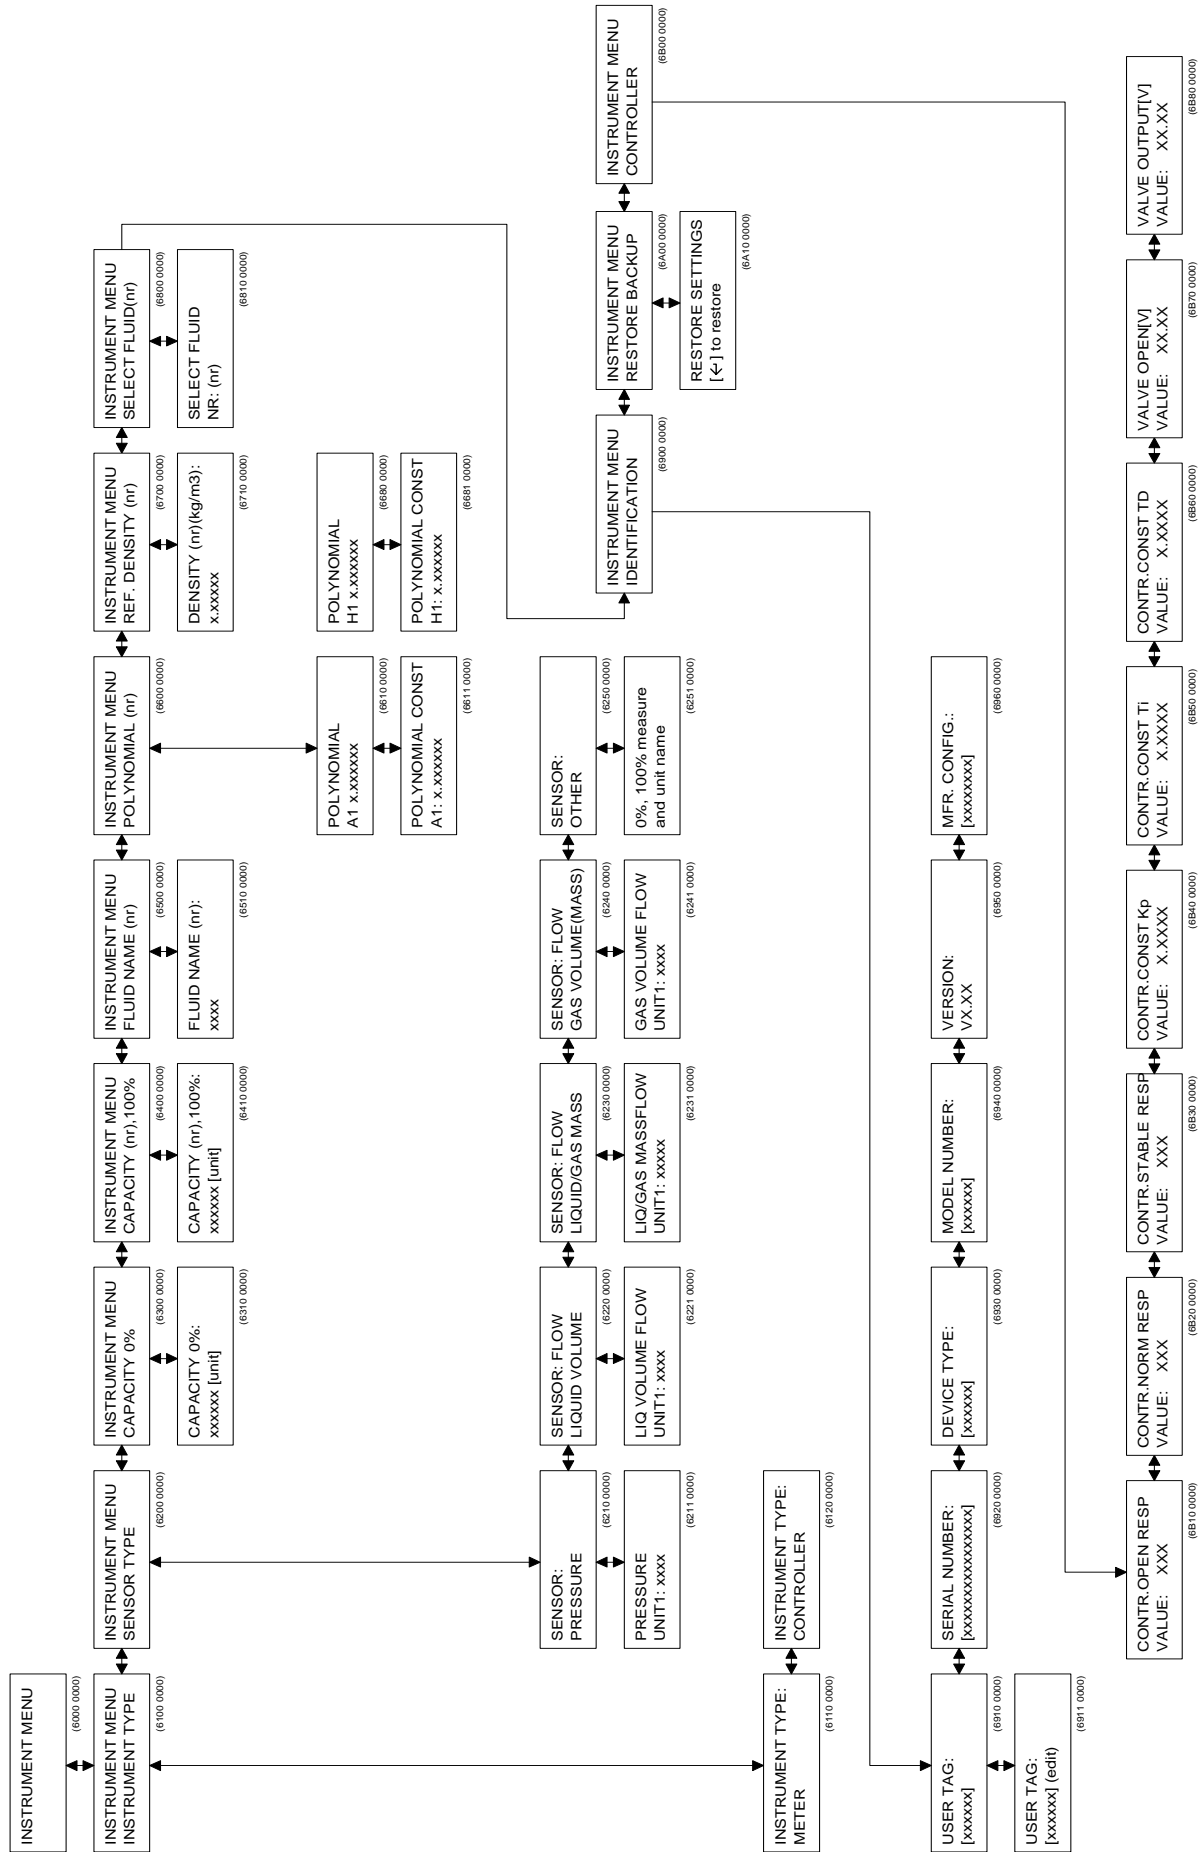 INSTRUMENT MENU
(6000 0000)
INSTRUMENT MENU
INSTRUMENT TYPE
(6100 0000)
INSTRUMENT MENU
SENSOR TYPE
(6200 0000)
INSTRUMENT MENU
CAPACITY 0%
(6300 0000)
INSTRUMENT MENU
CAPACITY (nr),100%
(6400 0000)
INSTRUMENT MENU
FLUID NAME (nr)
(6500 0000)
INSTRUMENT MENU
POLYNOMIAL (nr)
(6600 0000)
INSTRUMENT MENU
REF. DENSITY (nr)
(6700 0000)
INSTRUMENT MENU
SELECT FLUID(nr)
(6800 0000)
CAPACITY 0%:
xxxxxx [unit]
(6310 0000)
CAPACITY (nr),100%:
xxxxxx [unit]
(6410 0000)
FLUID NAME (nr):
xxxx
(6510 0000)
DENSITY (nr)(kg/m3):
x.xxxxx
(6710 0000)
SELECT FLUID
NR: (nr)
(6810 0000)
POLYNOMIAL
A1 x.xxxxxx
(6610 0000)
POLYNOMIAL
H1 x.xxxxxx
(6680 0000)
POLYNOMIAL CONST
A1: x.xxxxxx
(6611 0000)
POLYNOMIAL CONST
H1: x.xxxxxx
(6681 0000)
SENSOR:
PRESSURE
(6210 0000)
SENSOR: FLOW
LIQUID VOLUME
(6220 0000)
SENSOR: FLOW
LIQUID/GAS MASS
(6230 0000)
SENSOR: FLOW
GAS VOLUME(MASS)
(6240 0000)
SENSOR:
OTHER
(6250 0000)
PRESSURE
UNIT1: xxxx
(6211 0000)
LIQ VOLUME FLOW
UNIT1: xxxx
(6221 0000)
LIQ/GAS MASSFLOW
UNIT1: xxxxx
(6231 0000)
GAS VOLUME FLOW
UNIT1: xxxx
(6241 0000)
0%, 100% measure
and unit name
(6251 0000)
INSTRUMENT MENU
IDENTIFICATION
(6900 0000)
INSTRUMENT MENU
RESTORE BACKUP
(6A00 0000)
INSTRUMENT MENU
CONTROLLER
(6B00 0000)
RESTORE SETTINGS
[↵] to restore
(6A10 0000)
INSTRUMENT TYPE:
METER
(6110 0000)
INSTRUMENT TYPE:
CONTROLLER
(6120 0000)
USER TAG:
[xxxxxx]
(6910 0000)
SERIAL NUMBER:
[xxxxxxxxxxxxxxxx]
(6920 0000)
DEVICE TYPE:
[xxxxxx]
(6930 0000)
MODEL NUMBER:
[xxxxxx]
(6940 0000)
VERSION:
VX.XX
(6950 0000)
MFR. CONFIG.:
[xxxxxxxx]
(6960 0000)
USER TAG:
[xxxxxx] (edit)
(6911 0000)
CONTR.OPEN RESP
VALUE: XXX
(6B10 0000)
CONTR.NORM RESP
VALUE: XXX
(6B20 0000)
CONTR.STABLE RESP
VALUE: XXX
(6B30 0000)
CONTR.CONST Kp
VALUE: X.XXXX
(6B40 0000)
CONTR.CONST Ti
VALUE: X.XXXX
(6B50 0000)
CONTR.CONST TD
VALUE: X.XXXX
(6B60 0000)
VALVE OPEN[V]
VALUE: XX.XX
(6B70 0000)
VALVE OUTPUT[V]
VALUE: XX.XX
(6B80 0000)